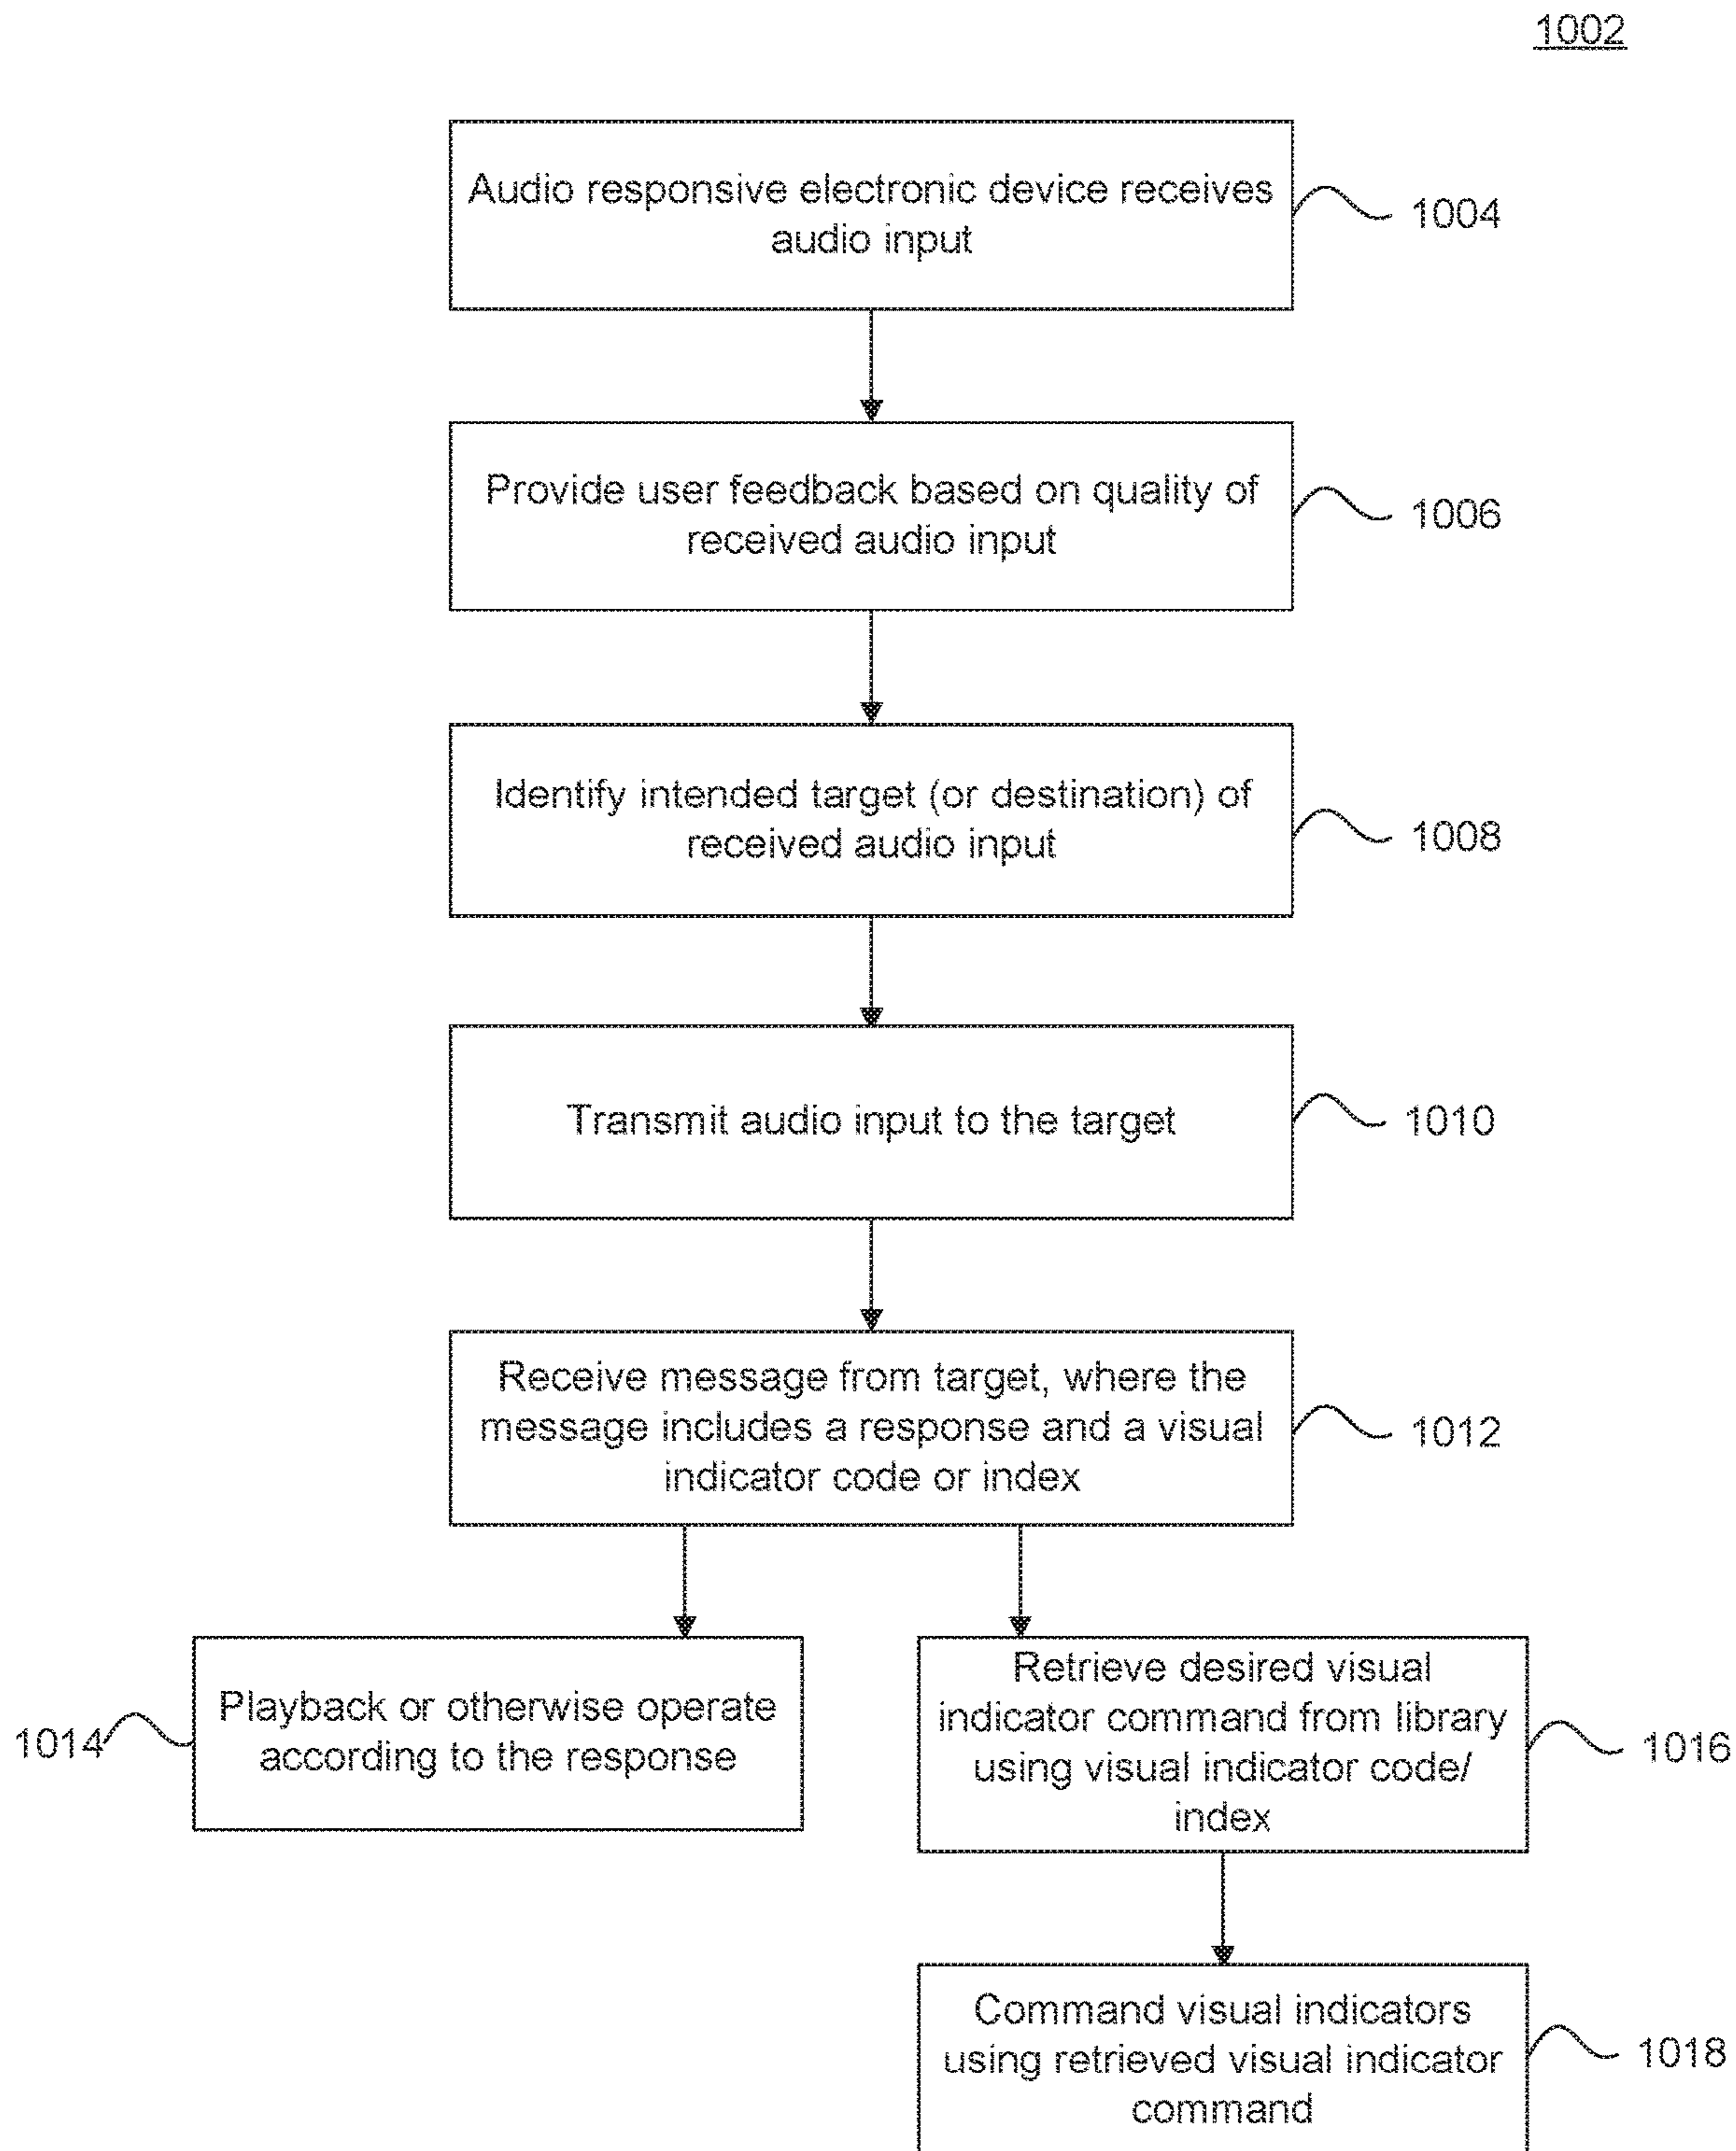 1002
Audio responsive electronic device receives
audio input
1004
Provide user feedback based on quality of
received audio input
1006
Identify intended target (or destination) of
received audio input
1008
Transmit audio input to the target
1010
Receive message from target, where the
message includes a response and a visual
indicator code or index
1012
Playback or otherwise operate
according to the response
1014
Retrieve desired visual
indicator command from library
using visual indicator code/
index
1016
Command visual indicators
using retrieved visual indicator
command
1018